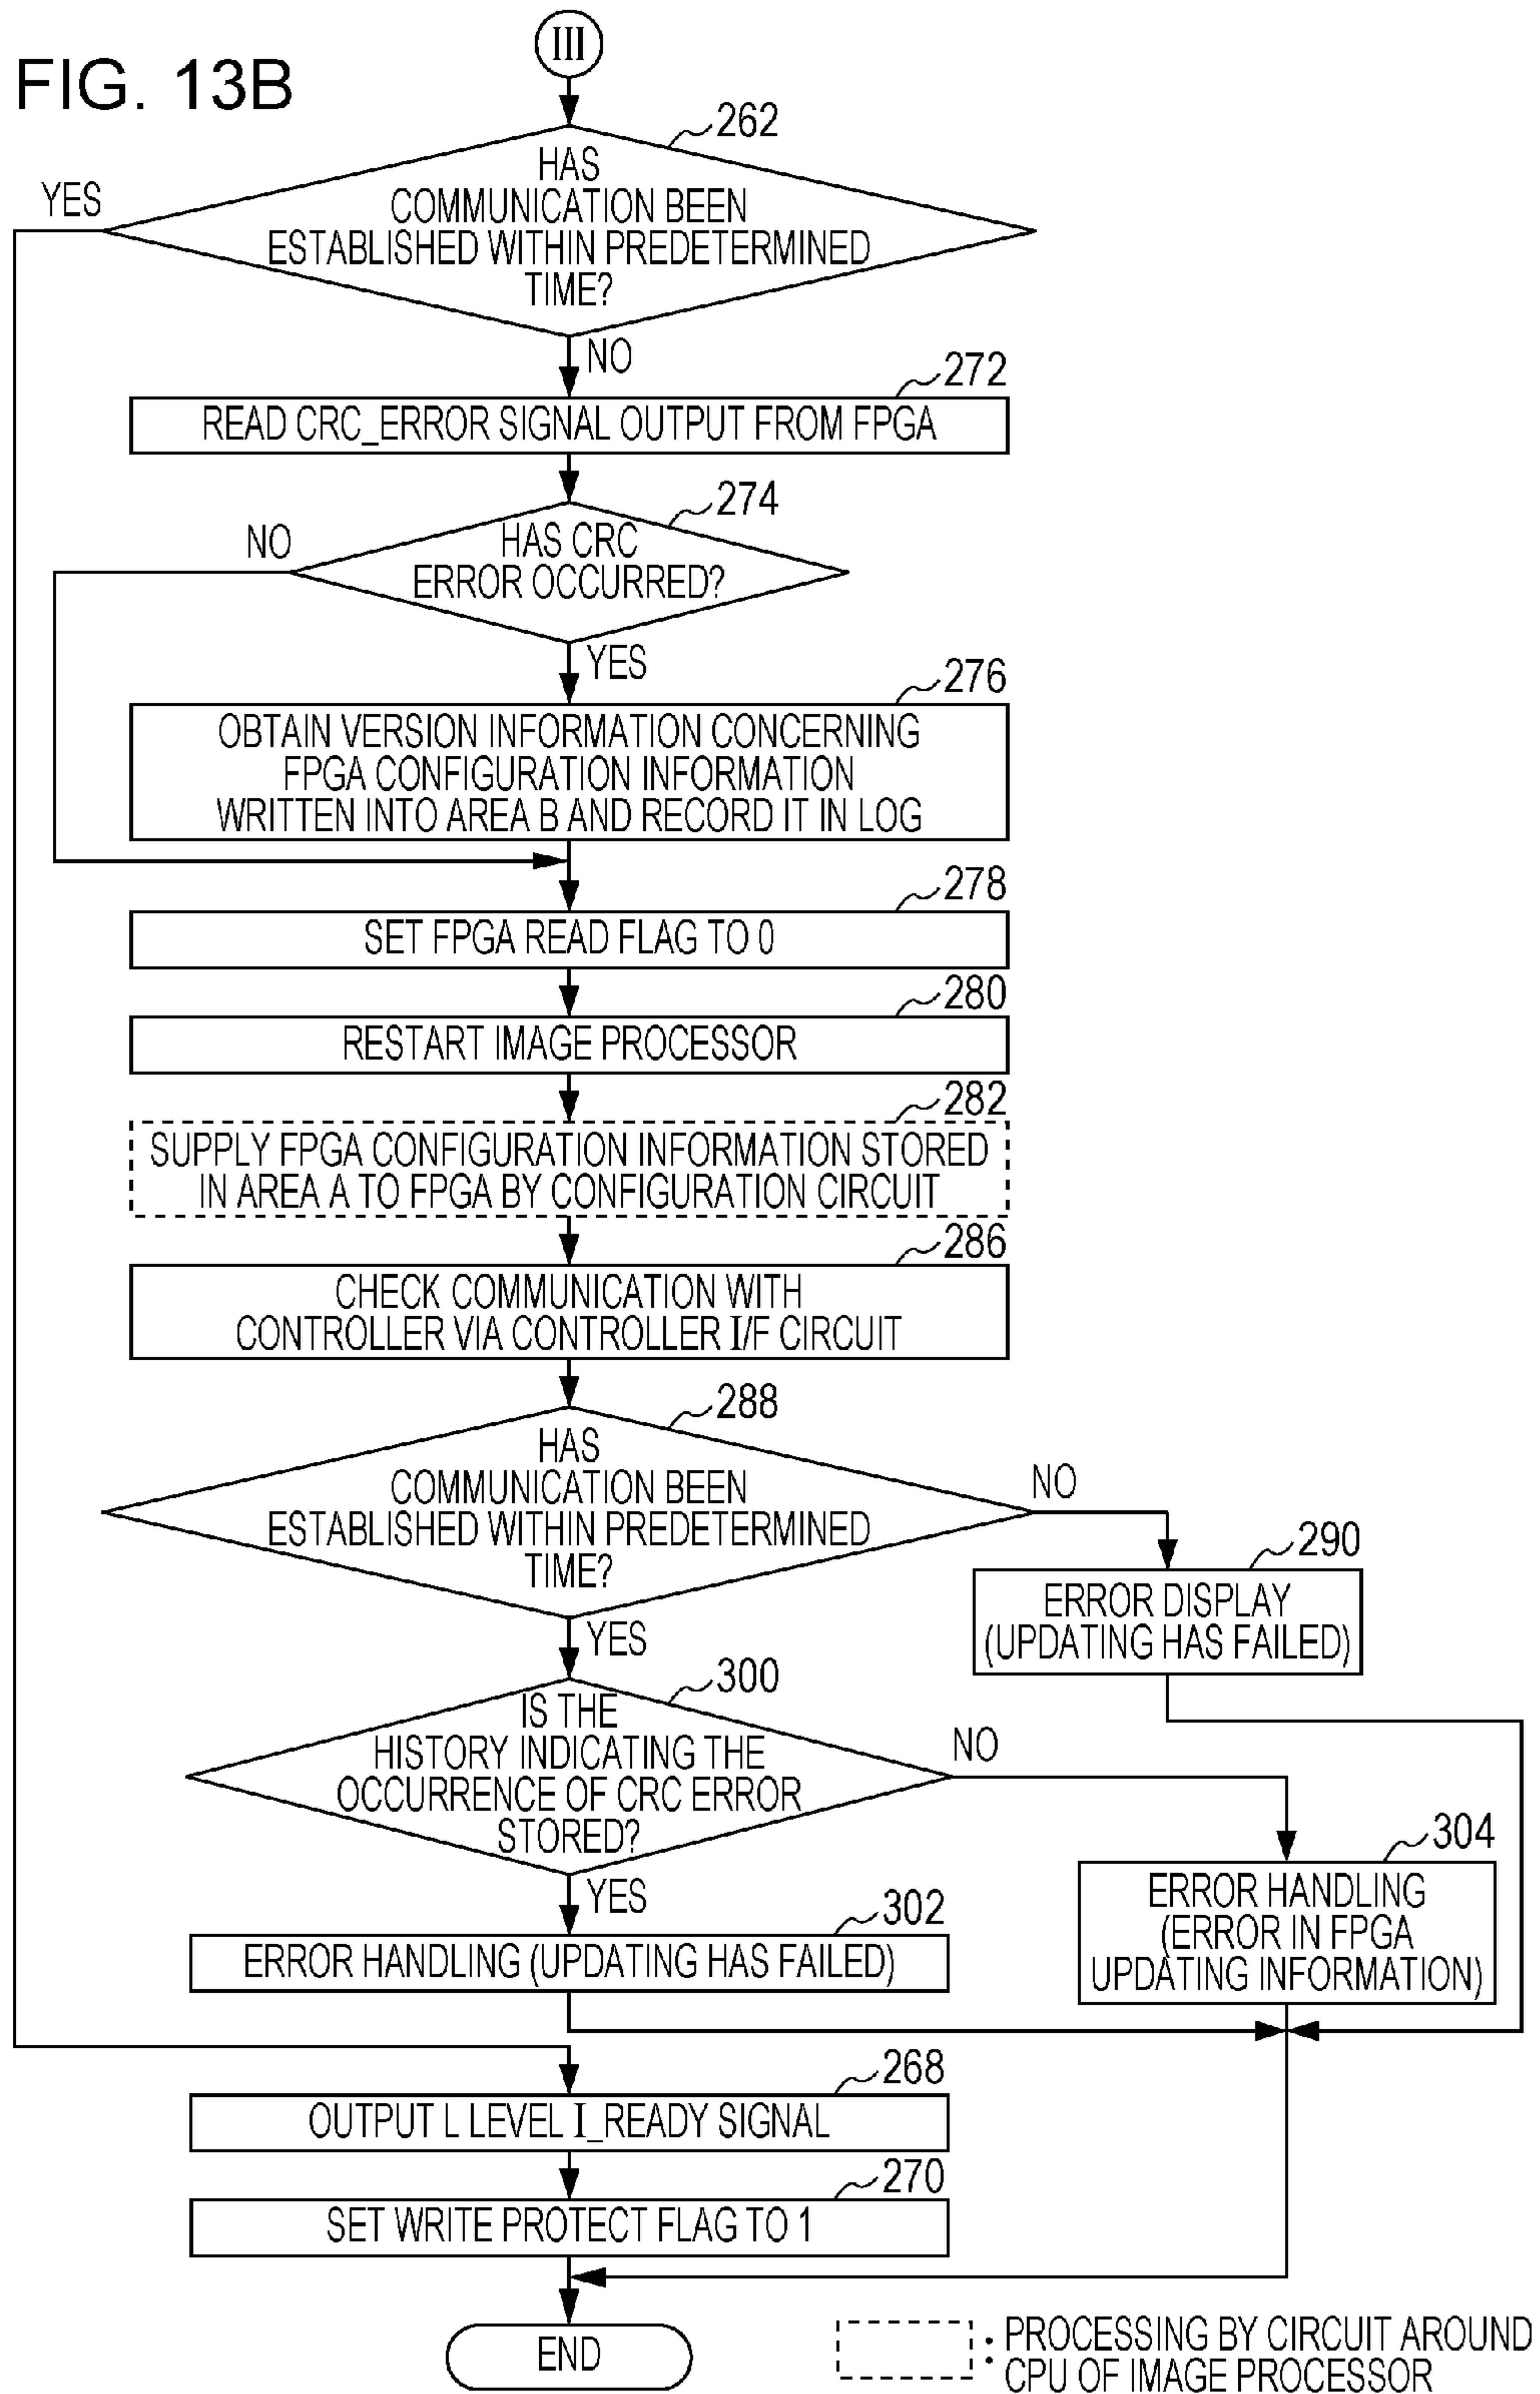 III
FIG. 13B
262
HAS
COMMUNICATION BEEN
ESTABLISHED WITHIN PREDETERMINED
TIME?
YES
NO
272
READ CRC_ERROR SIGNAL OUTPUT FROM FPGA
274
HAS CRC
ERROR OCCURRED?
NO
YES
276
OBTAIN VERSION INFORMATION CONCERNING
FPGA CONFIGURATION INFORMATION
WRITTEN INTO AREA B AND RECORD IT IN LOG
278
SET FPGA READ FLAG TO 0
280
RESTART IMAGE PROCESSOR
282
SUPPLY FPGA CONFIGURATION INFORMATION STORED
IN AREA A TO FPGA BY CONFIGURATION CIRCUIT
286
CHECK COMMUNICATION WITH
CONTROLLER VIA CONTROLLER I/F CIRCUIT
288
HAS
COMMUNICATION BEEN
ESTABLISHED WITHIN PREDETERMINED
TIME?
NO
290
ERROR DISPLAY
(UPDATING HAS FAILED)
YES
300
IS THE
HISTORY INDICATING THE
OCCURRENCE OF CRC ERROR
STORED?
NO
304
ERROR HANDLING
(ERROR IN FPGA
UPDATING INFORMATION)
YES
302
ERROR HANDLING (UPDATING HAS FAILED)
268
OUTPUT L LEVEL I_READY SIGNAL
270
SET WRITE PROTECT FLAG TO 1
END
: PROCESSING BY CIRCUIT AROUND
CPU OF IMAGE PROCESSOR